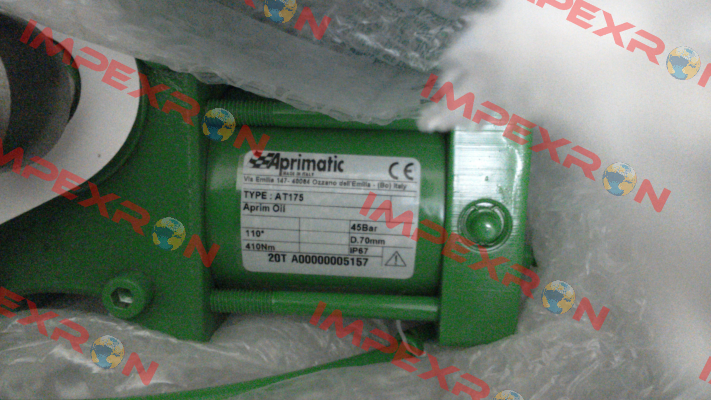 IMPEXRON
IMPEXRON
IMPEXRON
IMPEXRON
IMPEXRON
Aprimatic
MADE IN ITALY
CE
Via Emilia 147- 40064 Ozzano dell'Emilia - (Bo) Italy
TYPE : AT175
Aprim Oil
45Bar
110° D.70mm
410Nm IP67
20T A00000005157